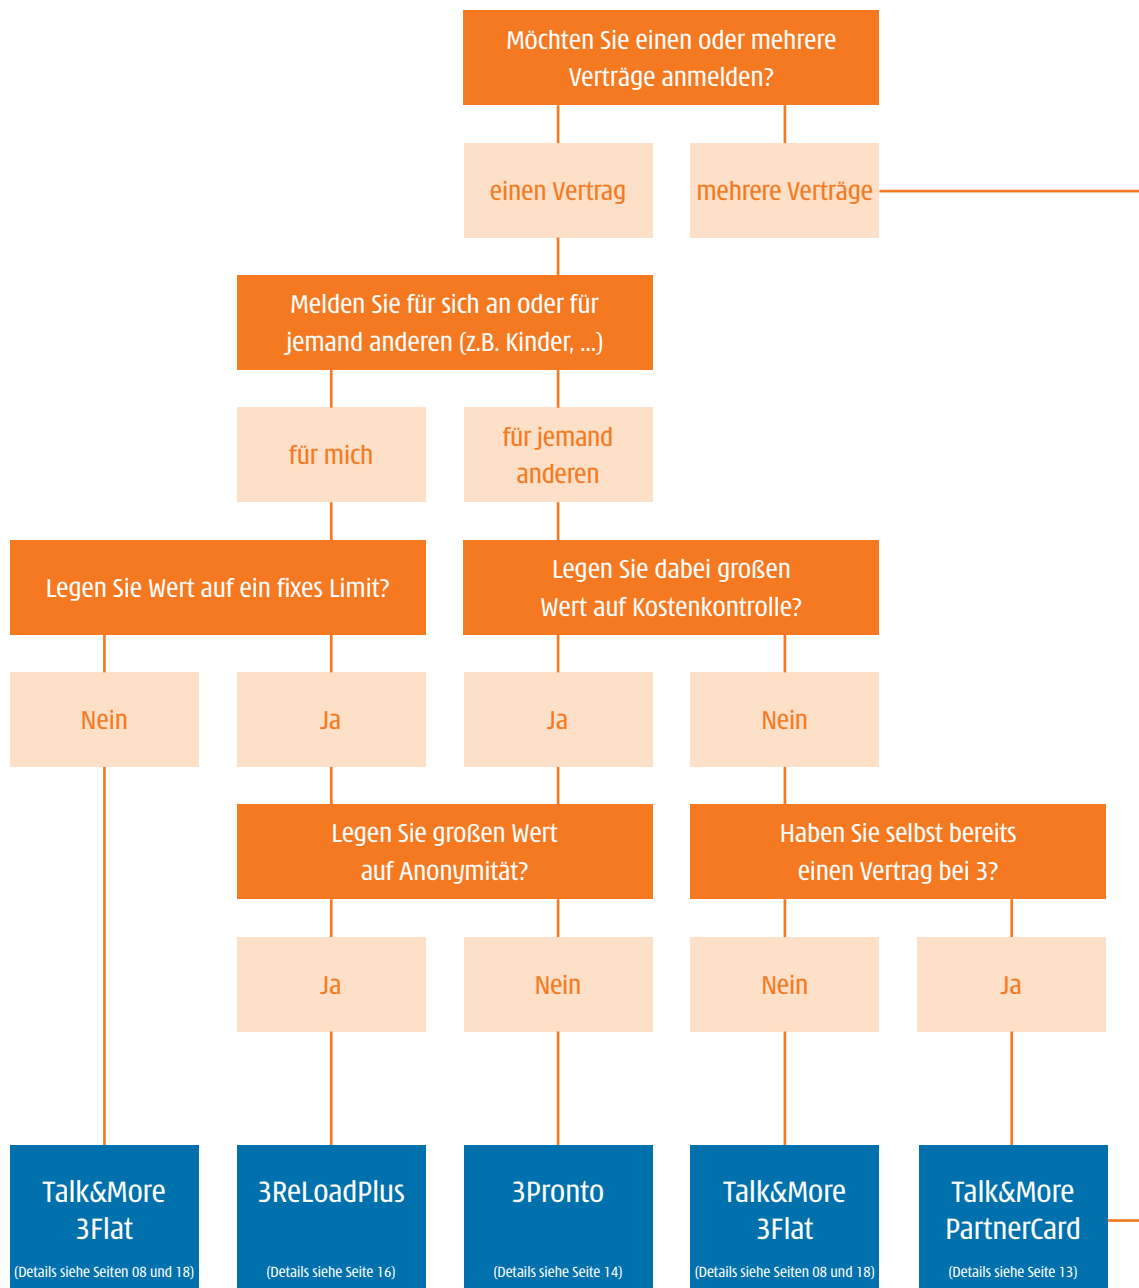 Möchten Sie einen oder mehrere
Verträge anmelden?
einen Vertrag
mehrere Verträge
Melden Sie für sich an oder für
jemand anderen (z.B. Kinder, ...)
für mich
für jemand
anderen
Legen Sie Wert auf ein fixes Limit?
Legen Sie dabei großen
Wert auf Kostenkontrolle?
Nein
Ja
Ja
Nein
Legen Sie großen Wert
auf Anonymität?
Haben Sie selbst bereits
einen Vertrag bei 3?
Ja
Nein
Nein
Ja
Talk&More
3Flat
(Details siehe Seiten 08 und 18)
3ReLoadPlus
(Details siehe Seite 16)
3Pronto
(Details siehe Seite 14)
Talk&More
3Flat
(Details siehe Seiten 08 und 18)
Talk&More
PartnerCard
(Details siehe Seite 13)